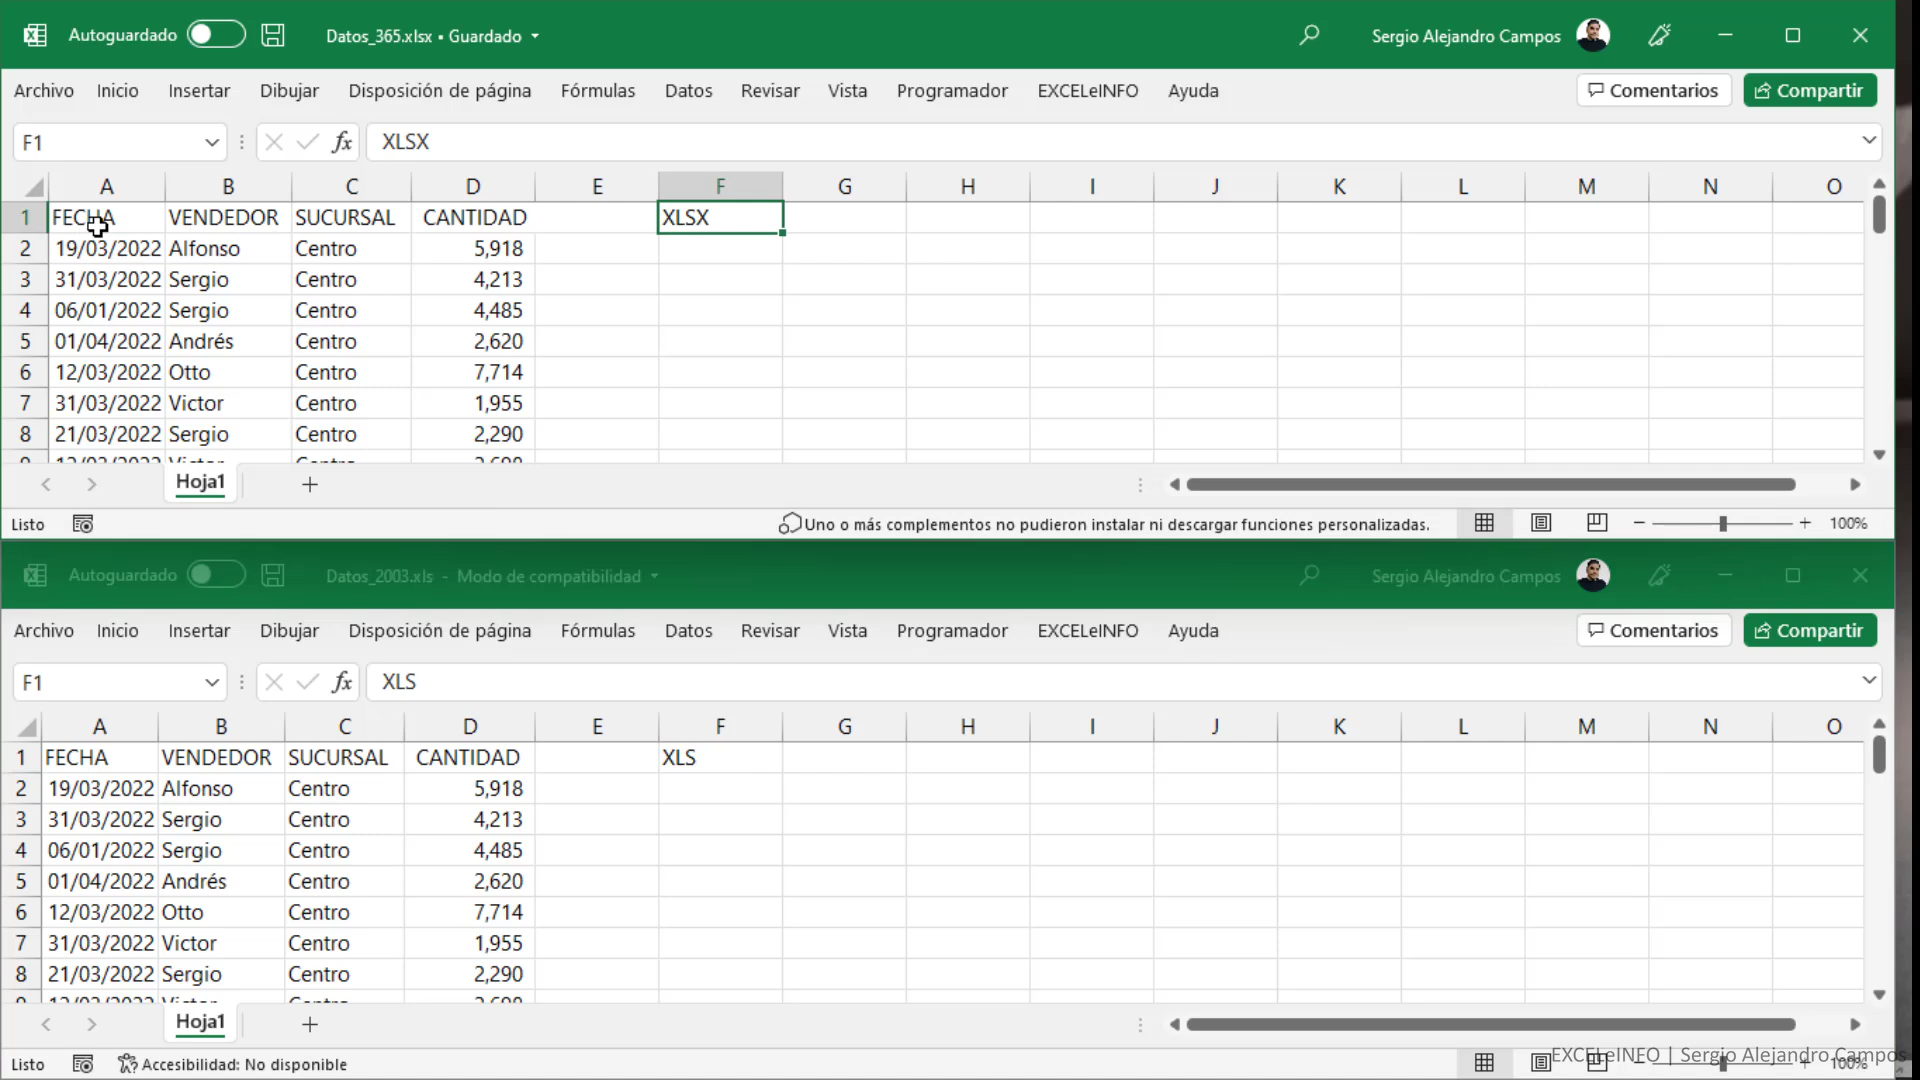 Autoguardado Datos_365.xlsx • Guardado Sergio Alejandro Campos
Archivo Inicio Insertar Dibujar Disposición de página Fórmulas Datos Revisar Vista Programador EXCELeINFO Ayuda Comentarios Compartir
F1 fx XLSX
A B C D E F G H I J K L M N O
1 FECHA VENDEDOR SUCURSAL CANTIDAD XLSX
2 19/03/2022 Alfonso Centro 5,918
3 31/03/2022 Sergio Centro 4,213
4 06/01/2022 Sergio Centro 4,485
5 01/04/2022 Andrés Centro 2,620
6 12/03/2022 Otto Centro 7,714
7 31/03/2022 Victor Centro 1,955
8 21/03/2022 Sergio Centro 2,290
Hoja1
Listo Uno o más complementos no pudieron instalar ni descargar funciones personalizadas. 100%
Autoguardado Datos_2003.xls - Modo de compatibilidad Sergio Alejandro Campos
Archivo Inicio Insertar Dibujar Disposición de página Fórmulas Datos Revisar Vista Programador EXCELeINFO Ayuda Comentarios Compartir
F1 fx XLS
A B C D E F G H I J K L M N O
1 FECHA VENDEDOR SUCURSAL CANTIDAD XLS
2 19/03/2022 Alfonso Centro 5,918
3 31/03/2022 Sergio Centro 4,213
4 06/01/2022 Sergio Centro 4,485
5 01/04/2022 Andrés Centro 2,620
6 12/03/2022 Otto Centro 7,714
7 31/03/2022 Victor Centro 1,955
8 21/03/2022 Sergio Centro 2,290
Hoja1
Listo Accesibilidad: No disponible 100%
EXCELeINFO | Sergio Alejandro Campos